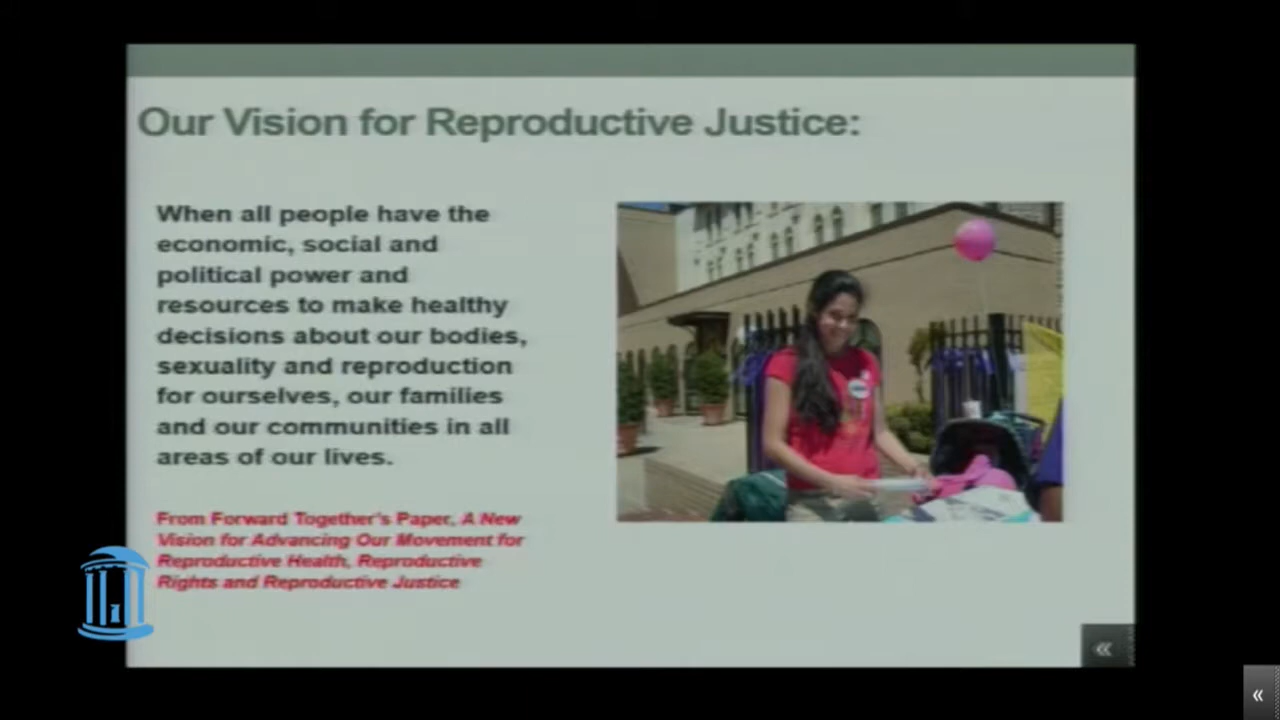 Our Vision for Reproductive Justice:
When all people have the
economic, social and
political power and
resources to make healthy
decisions about our bodies,
sexuality and reproduction
for ourselves, our families
and our communities in all
areas of our lives.
From Forward Together's Paper, A New
Vision for Advancing Our Movement for
Reproductive Health, Reproductive
Rights and Reproductive Justice